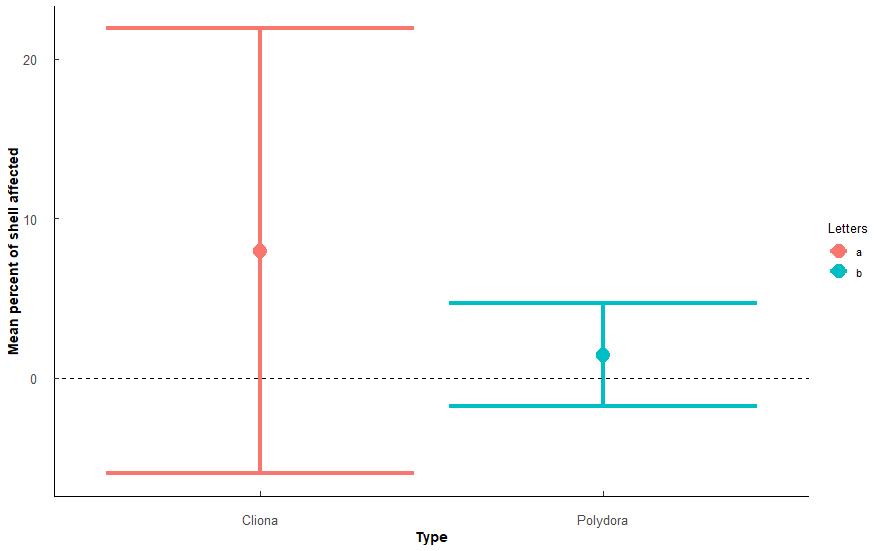 Mean percent of shell affected
20
10
0
Cliona
Polydora
Type
Letters
a
b